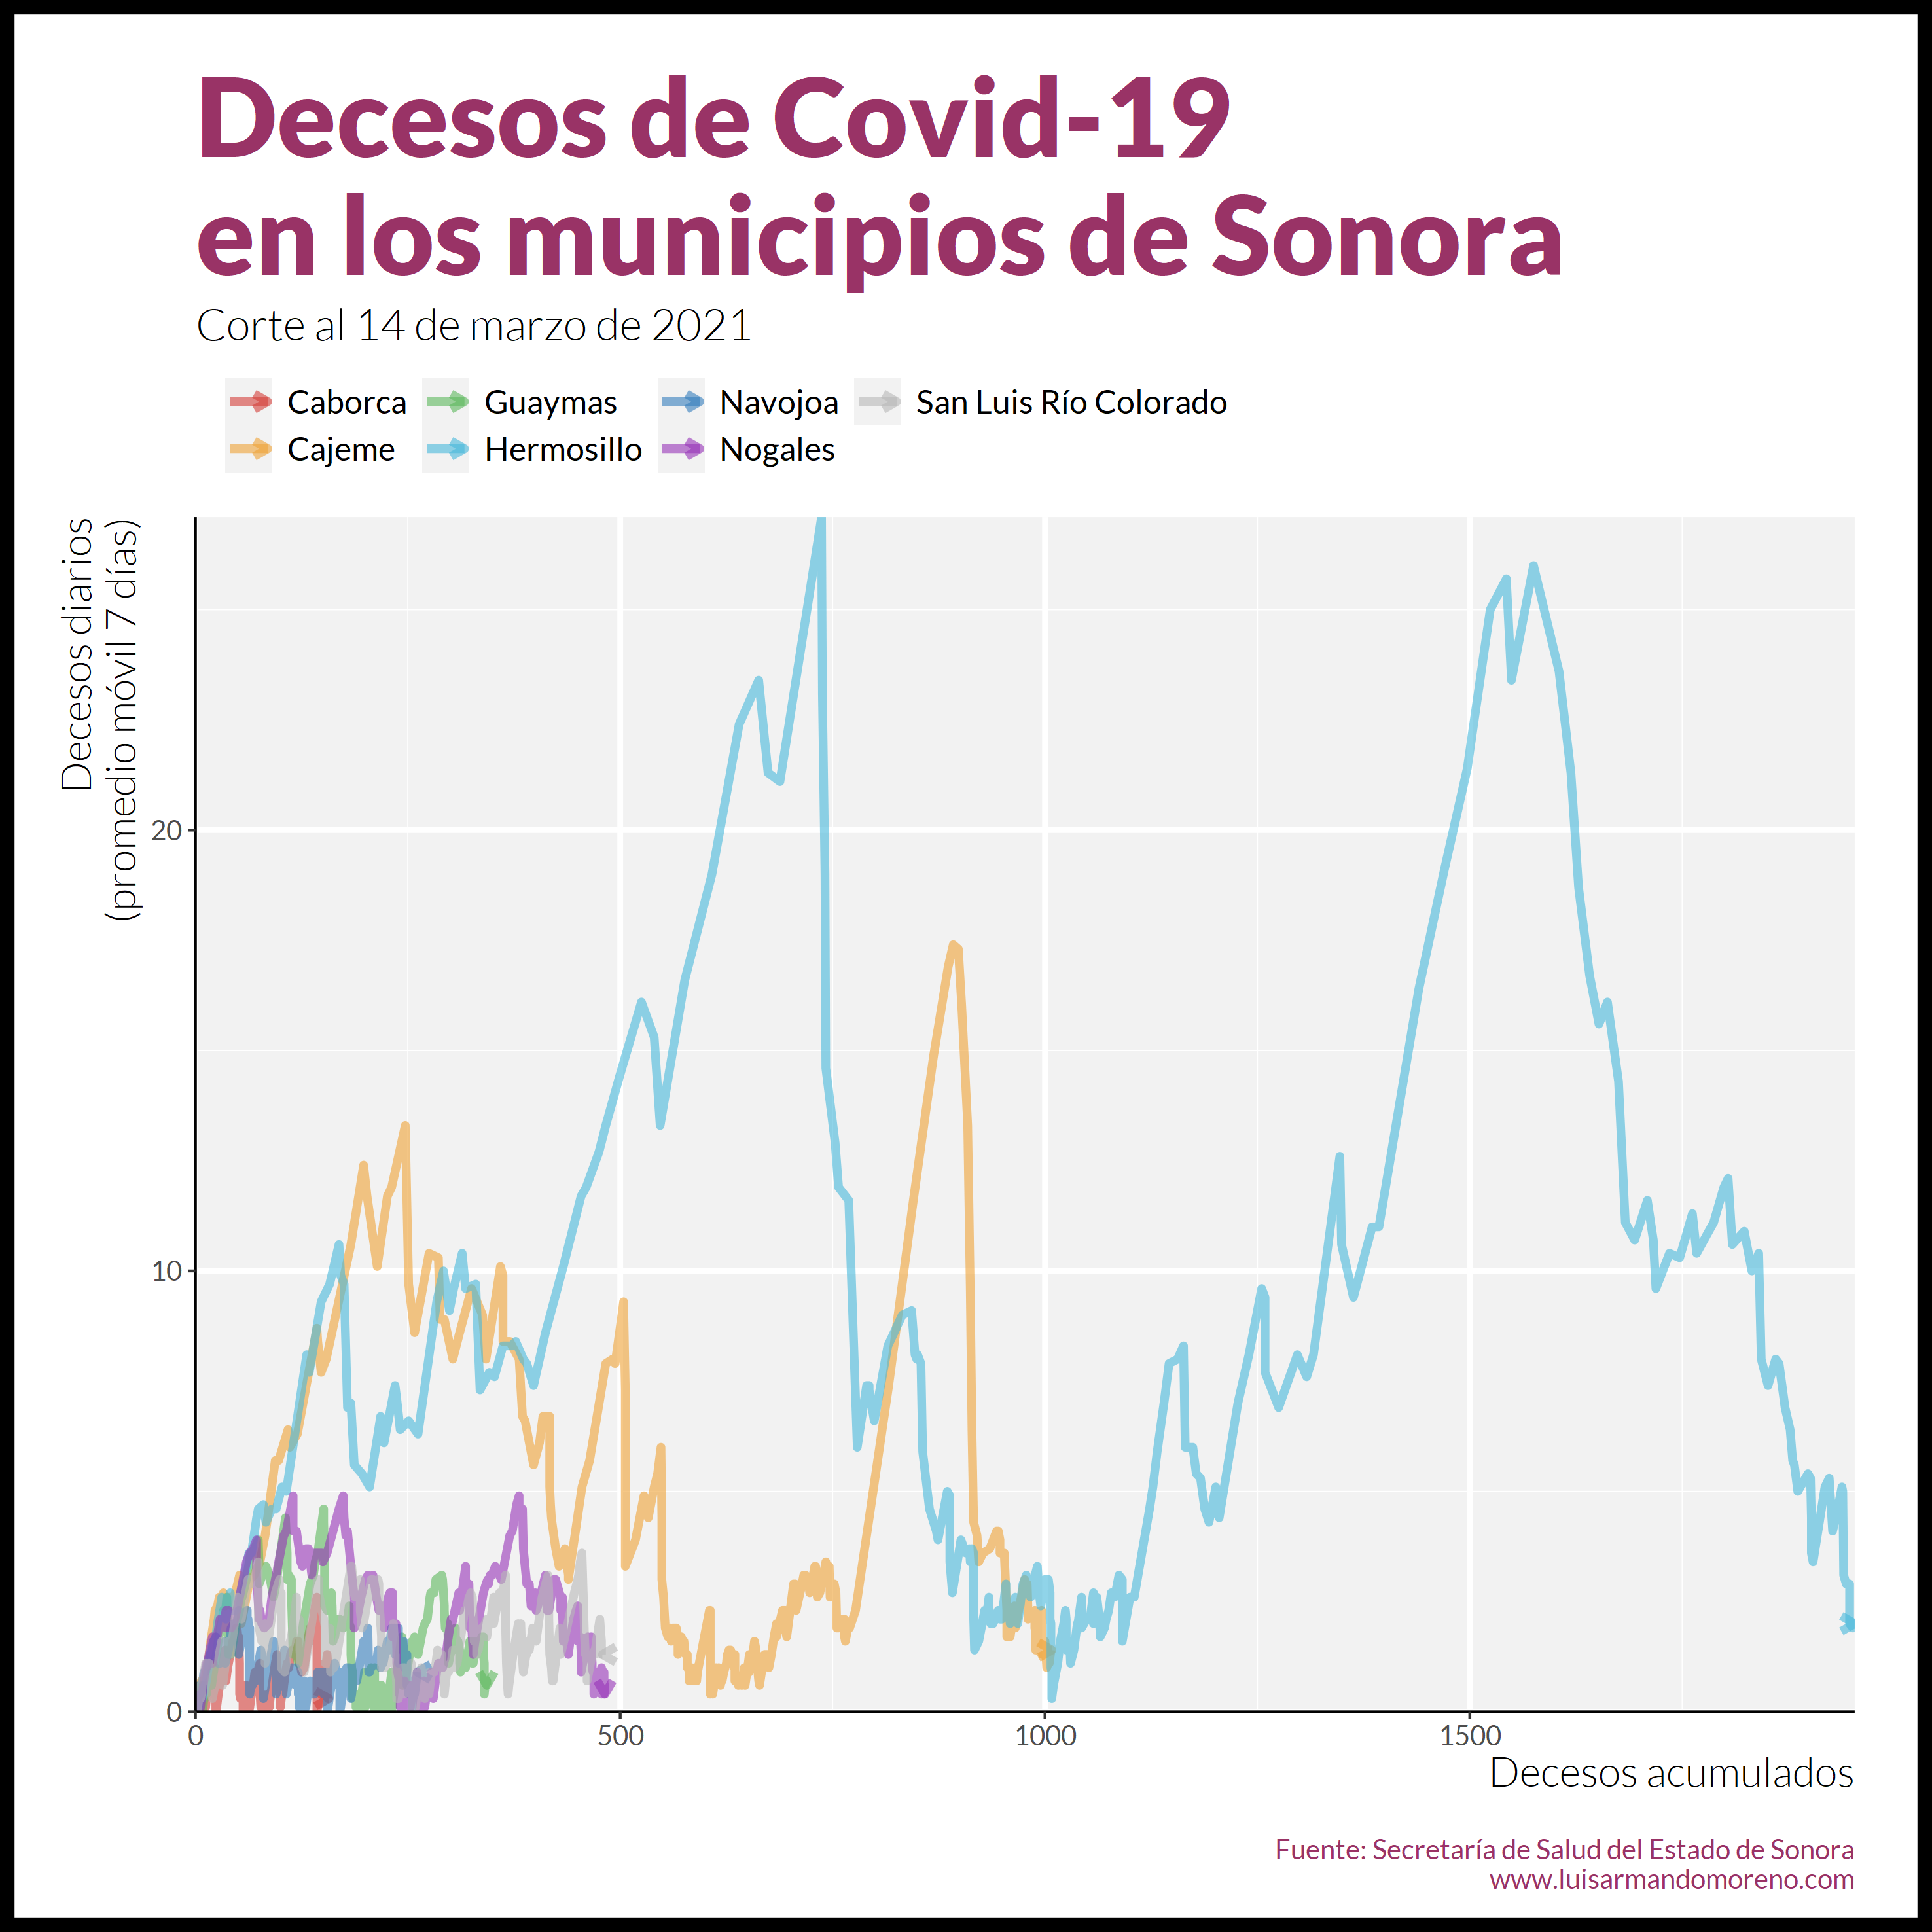 Decesos de Covid-19
en los municipios de Sonora
Corte al 14 de marzo de 2021
Caborca
Guaymas
Navojoa
San Luis Río Colorado
Cajeme
Hermosillo
Nogales
Decesos diarios
(promedio móvil 7 días)
20
10
0
0
500
1000
1500
Decesos acumulados
Fuente: Secretaría de Salud del Estado de Sonora
www.luisarmandomoreno.com